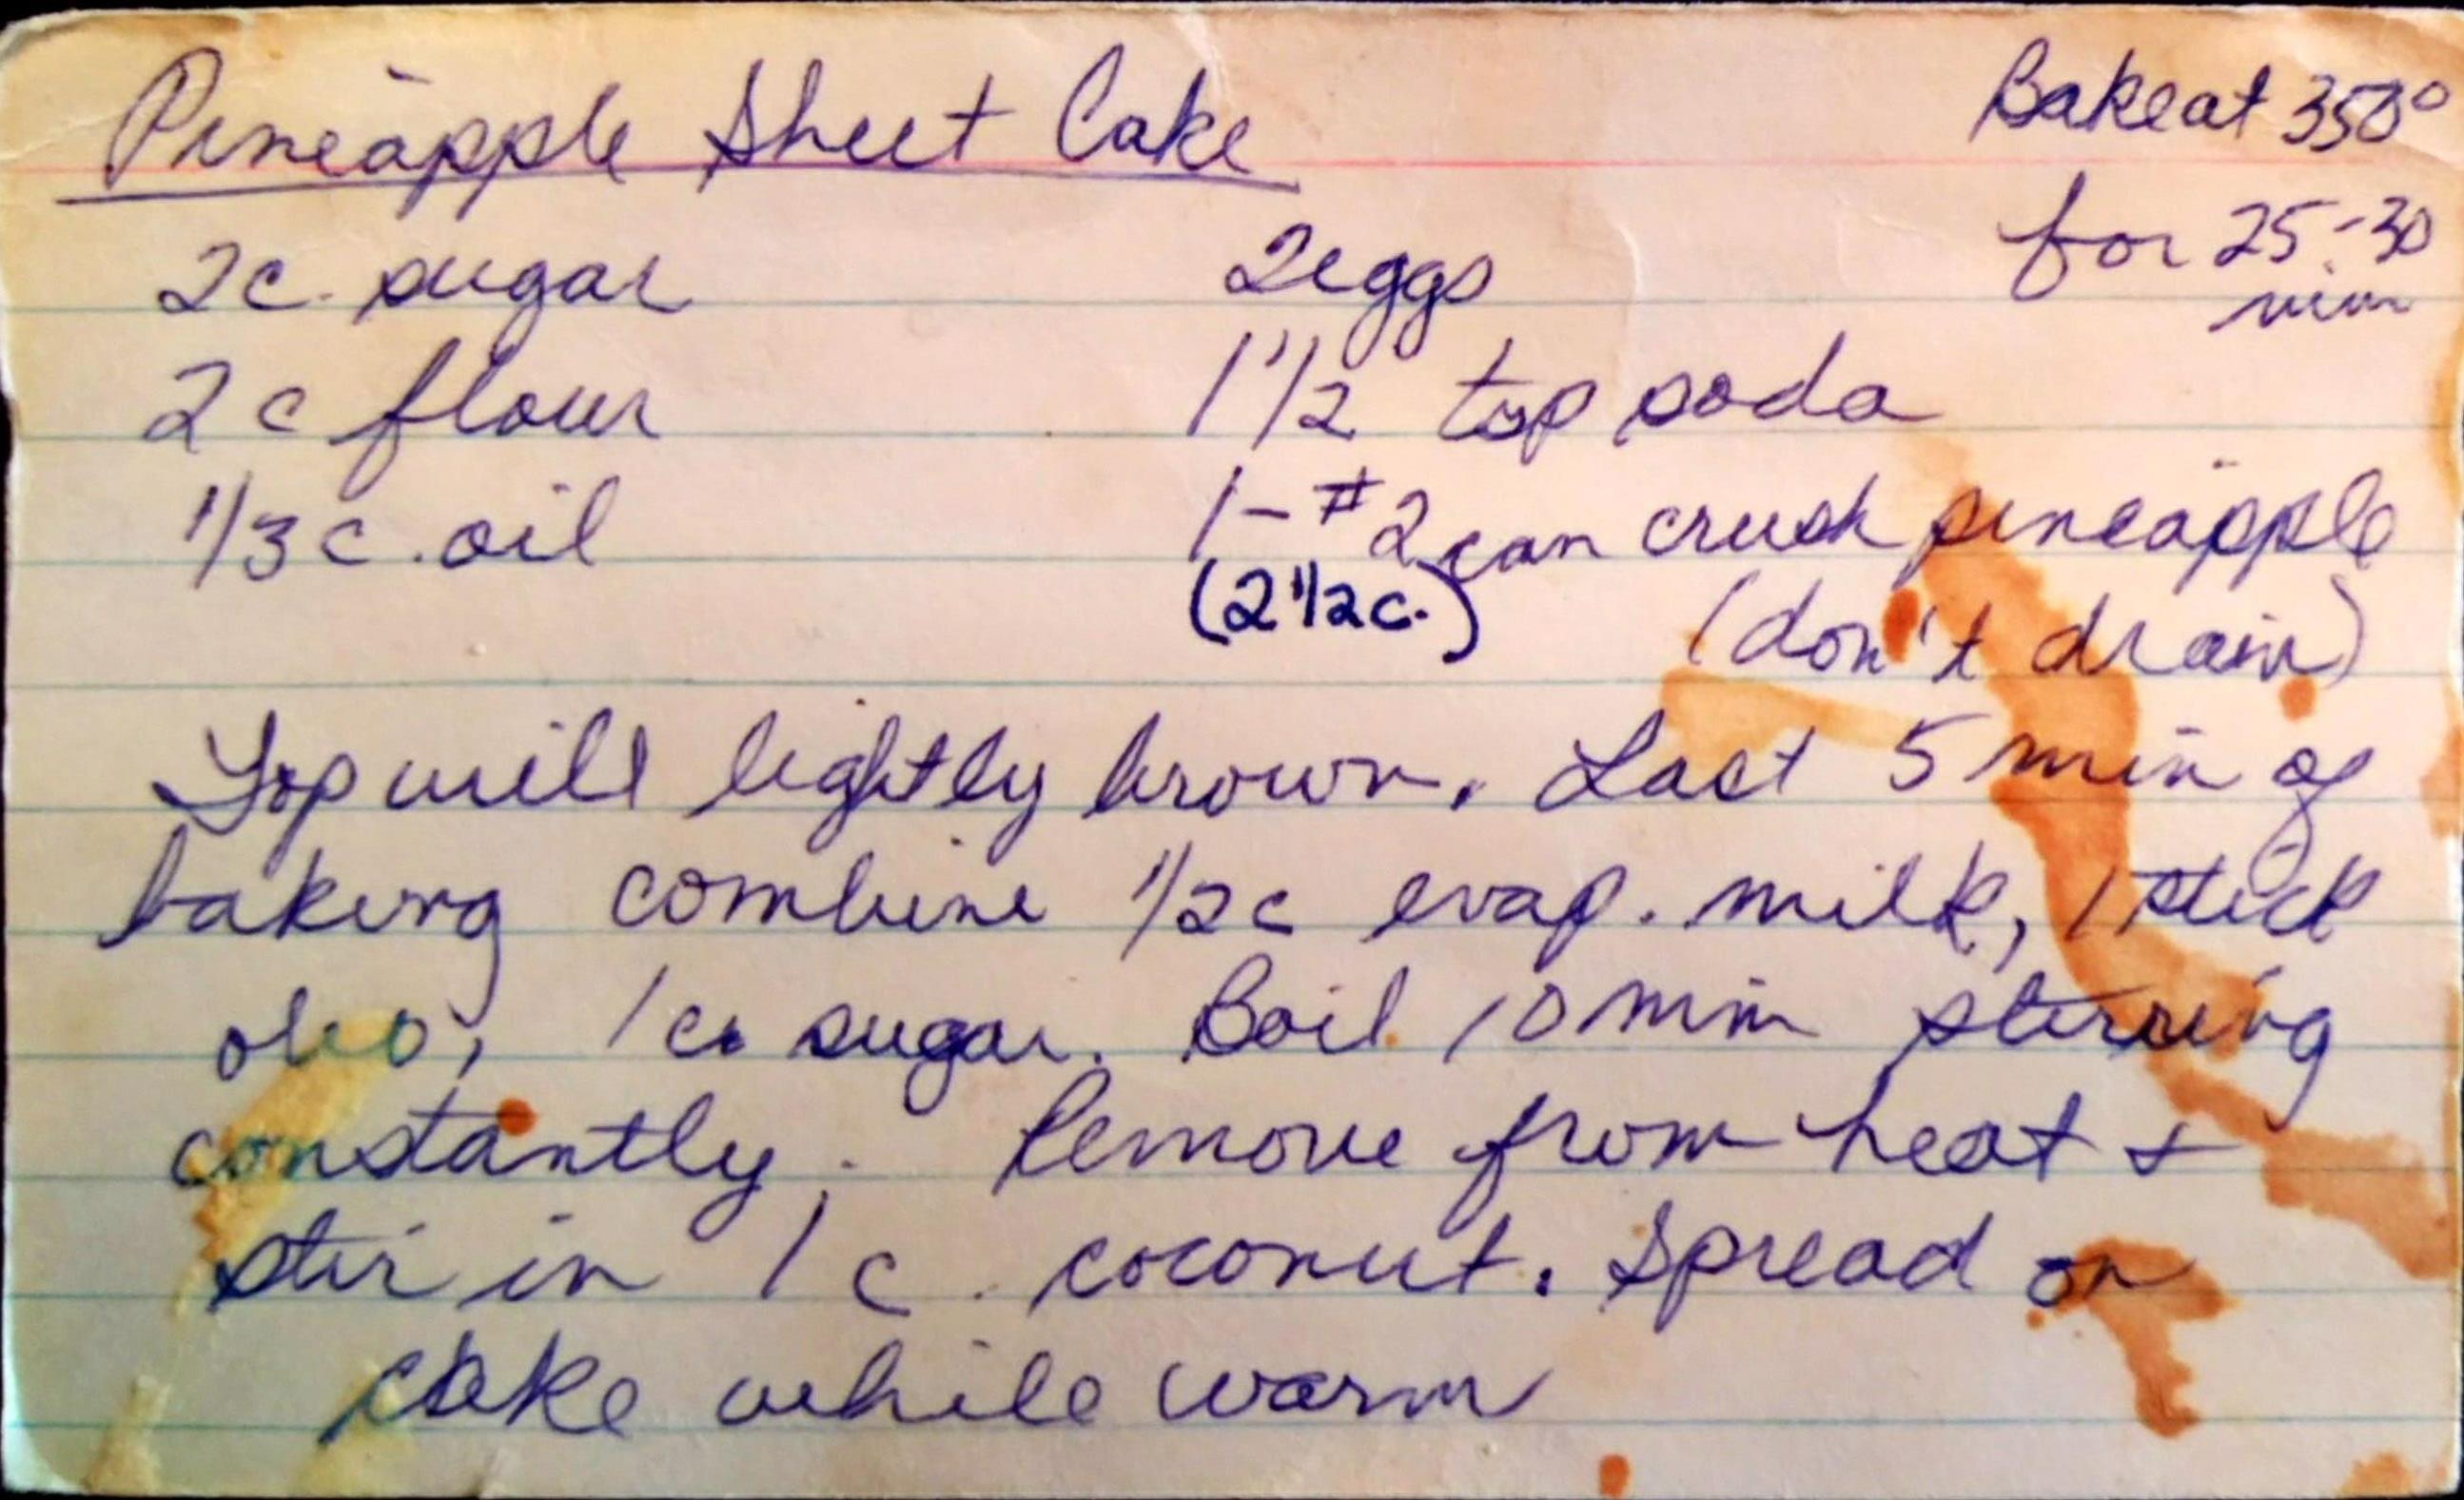 Pineapple Sheet Cake
Bake at 350°
for 25-30
min
2c. sugar
2 eggs
2 c flour
1 1/2 tsp soda
1/3 c. oil
1-#2 can crush pineapple
(2 1/2 c.)
(don't drain)
Top will lightly brown. Last 5 min of
baking combine 1/2 c evap. milk, 1 stick
oleo, 1 c. sugar. Boil 10 min stirring
constantly. Remove from heat +
stir in 1 c. coconut. Spread on
cake while warm